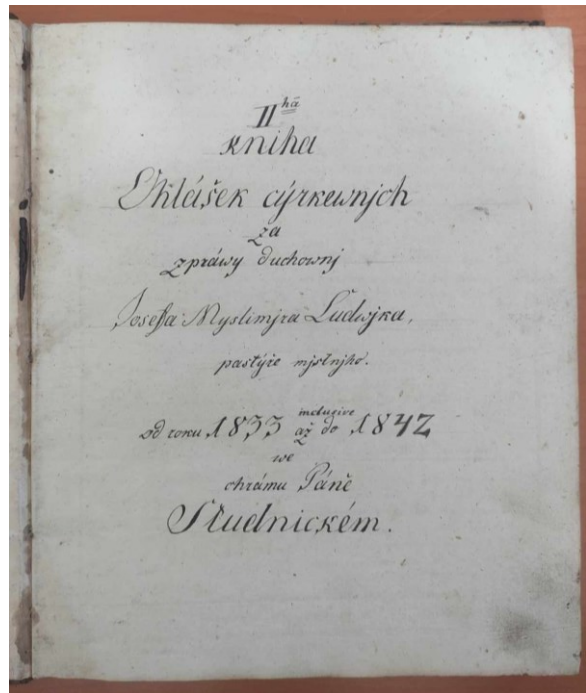 II há
kniha
Ohlášek cýrkewnjch
za
zpráwy duchownj
Josefa Myslimjra Ludwjka,
pastýře mjstnjho.
od roku 1833 inclusive až do 1842
we
chrámu Páně
Studnickém.